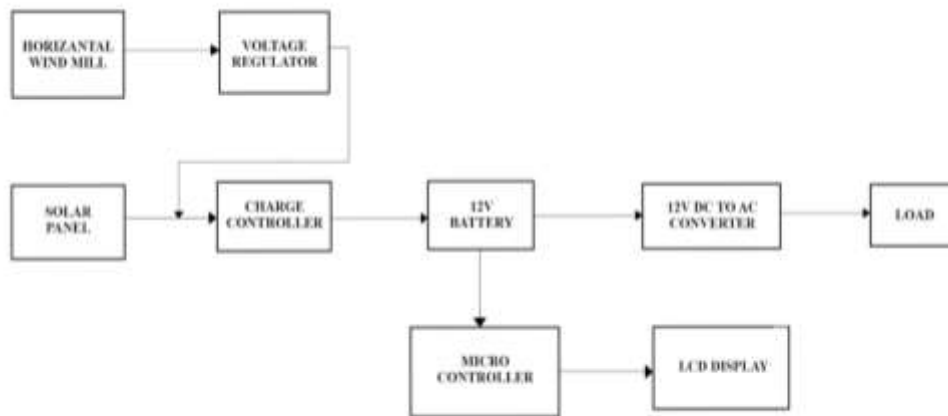 HORIZANTAL
WIND MILL
VOLTAGE
REGULATOR
SOLAR
PANEL
CHARGE
CONTROLLER
12V
BATTERY
12V DC TO AC
CONVERTER
LOAD
MICRO
CONTROLLER
LCD DISPLAY